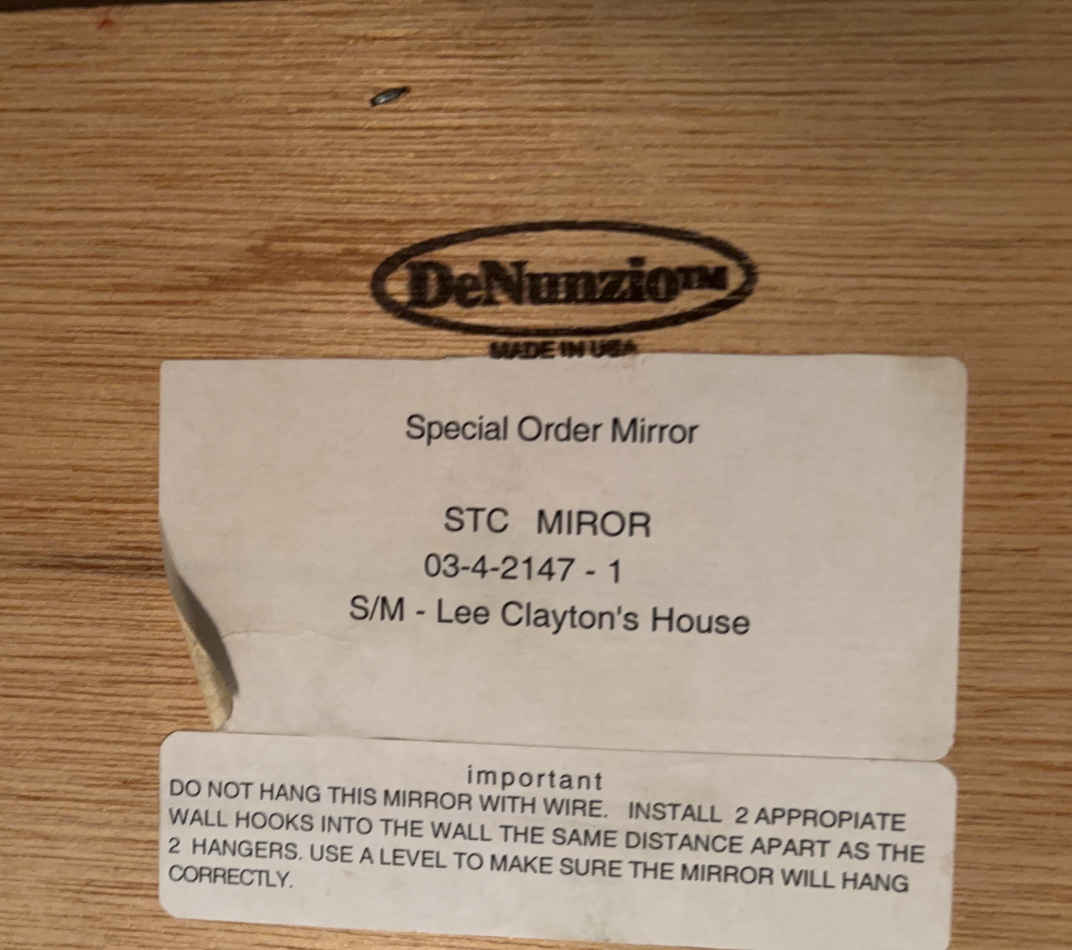 DeNunzio™
MADE IN USA
Special Order Mirror
STC MIROR
03-4-2147 - 1
S/M - Lee Clayton's House
important
DO NOT HANG THIS MIRROR WITH WIRE. INSTALL 2 APPROPIATE
WALL HOOKS INTO THE WALL THE SAME DISTANCE APART AS THE
2 HANGERS. USE A LEVEL TO MAKE SURE THE MIRROR WILL HANG
CORRECTLY.